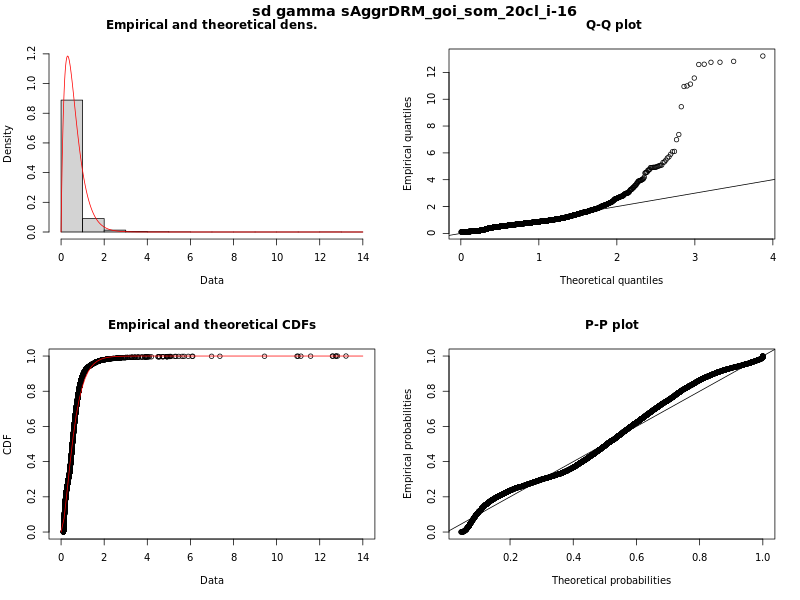 sd gamma sAggrDRM_goi_som_20cl_i-16
Empirical and theoretical dens.
Density
0.0 0.2 0.4 0.6 0.8 1.0 1.2
0 2 4 6 8 10 12 14
Data
Q-Q plot
Empirical quantiles
0 2 4 6 8 10 12
0 1 2 3 4
Theoretical quantiles
Empirical and theoretical CDFs
CDF
0.0 0.2 0.4 0.6 0.8 1.0
0 2 4 6 8 10 12 14
Data
P-P plot
Empirical probabilities
0.0 0.2 0.4 0.6 0.8 1.0
0.2 0.4 0.6 0.8 1.0
Theoretical probabilities